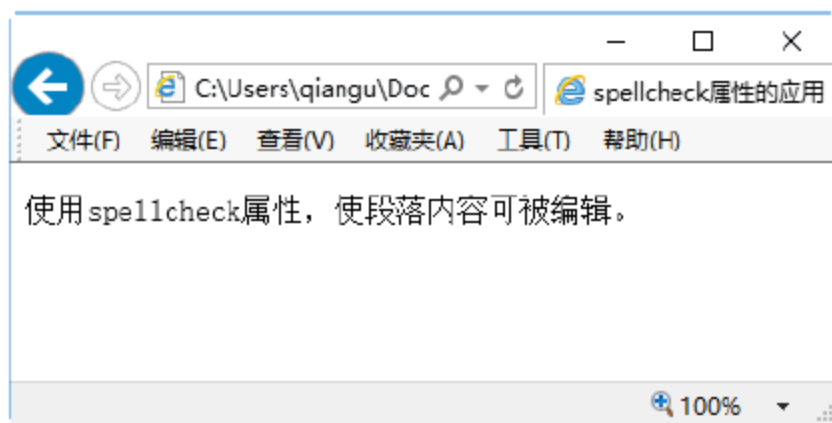 C:\Users\qiangu\Doc
spellcheck属性的应用
文件(F) 编辑(E) 查看(V) 收藏夹(A) 工具(T) 帮助(H)
使用spellcheck属性，使段落内容可被编辑。
100%